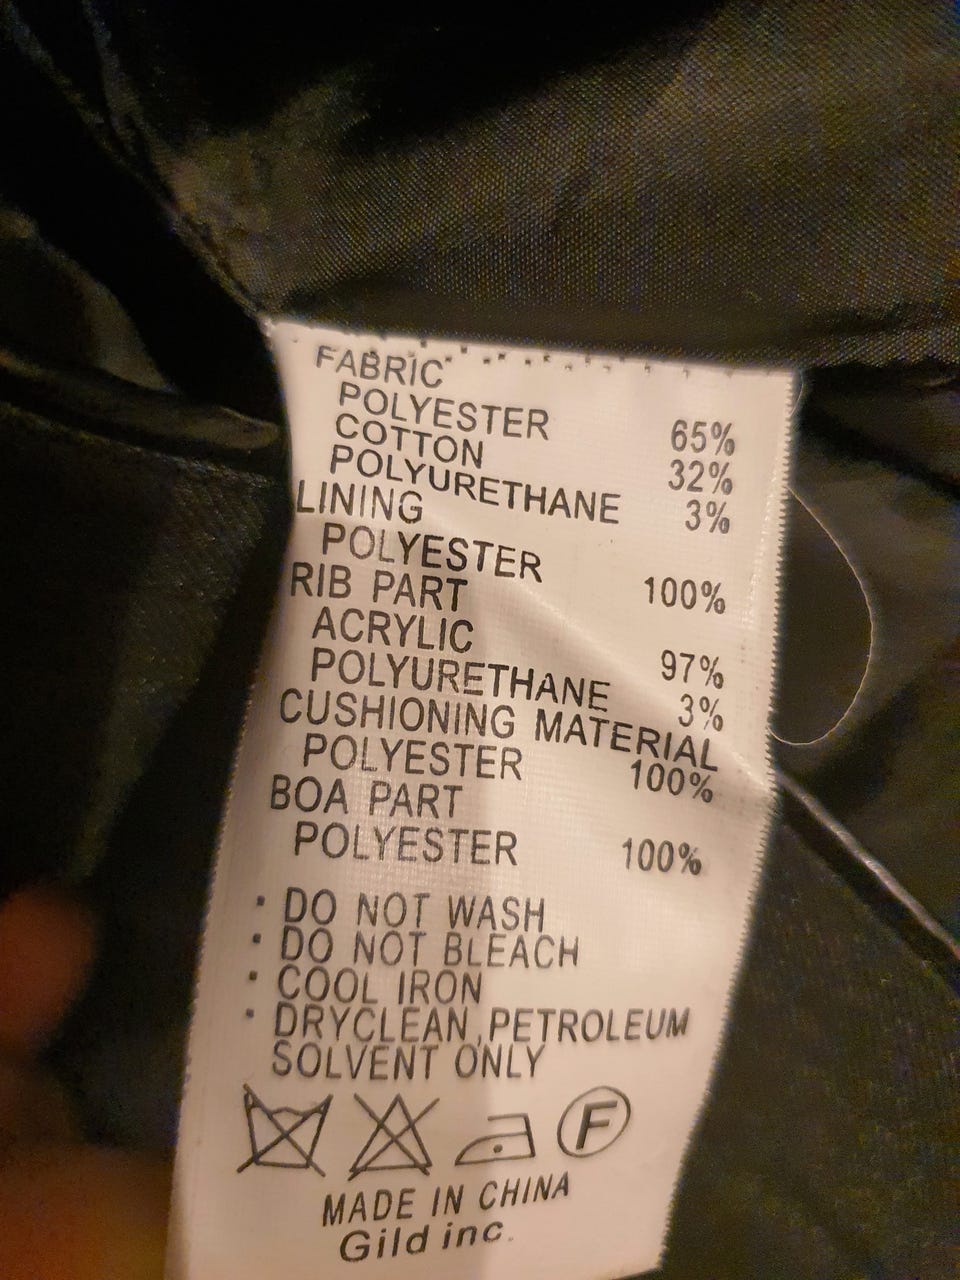 FABRIC
POLYESTER 65%
COTTON 32%
POLYURETHANE 3%
LINING
POLYESTER 100%
RIB PART
ACRYLIC 97%
POLYURETHANE 3%
CUSHIONING MATERIAL
POLYESTER 100%
BOA PART
POLYESTER 100%
· DO NOT WASH
· DO NOT BLEACH
· COOL IRON
· DRYCLEAN,PETROLEUM
SOLVENT ONLY
F
MADE IN CHINA
Gild inc.